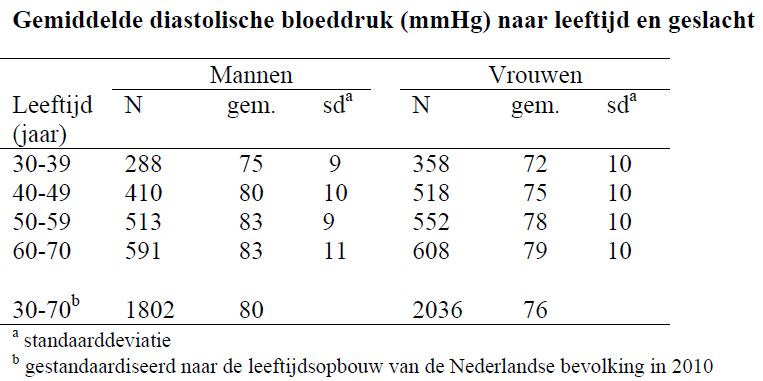 Gemiddelde diastolische bloeddruk (mmHg) naar leeftijd en geslacht
Mannen Vrouwen
Leeftijd N gem. sdª N gem. sdª
(jaar)
30-39 288 75 9 358 72 10
40-49 410 80 10 518 75 10
50-59 513 83 9 552 78 10
60-70 591 83 11 608 79 10
30-70ᵇ 1802 80 2036 76
ª standaarddeviatie
ᵇ gestandaardiseerd naar de leeftijdsopbouw van de Nederlandse bevolking in 2010